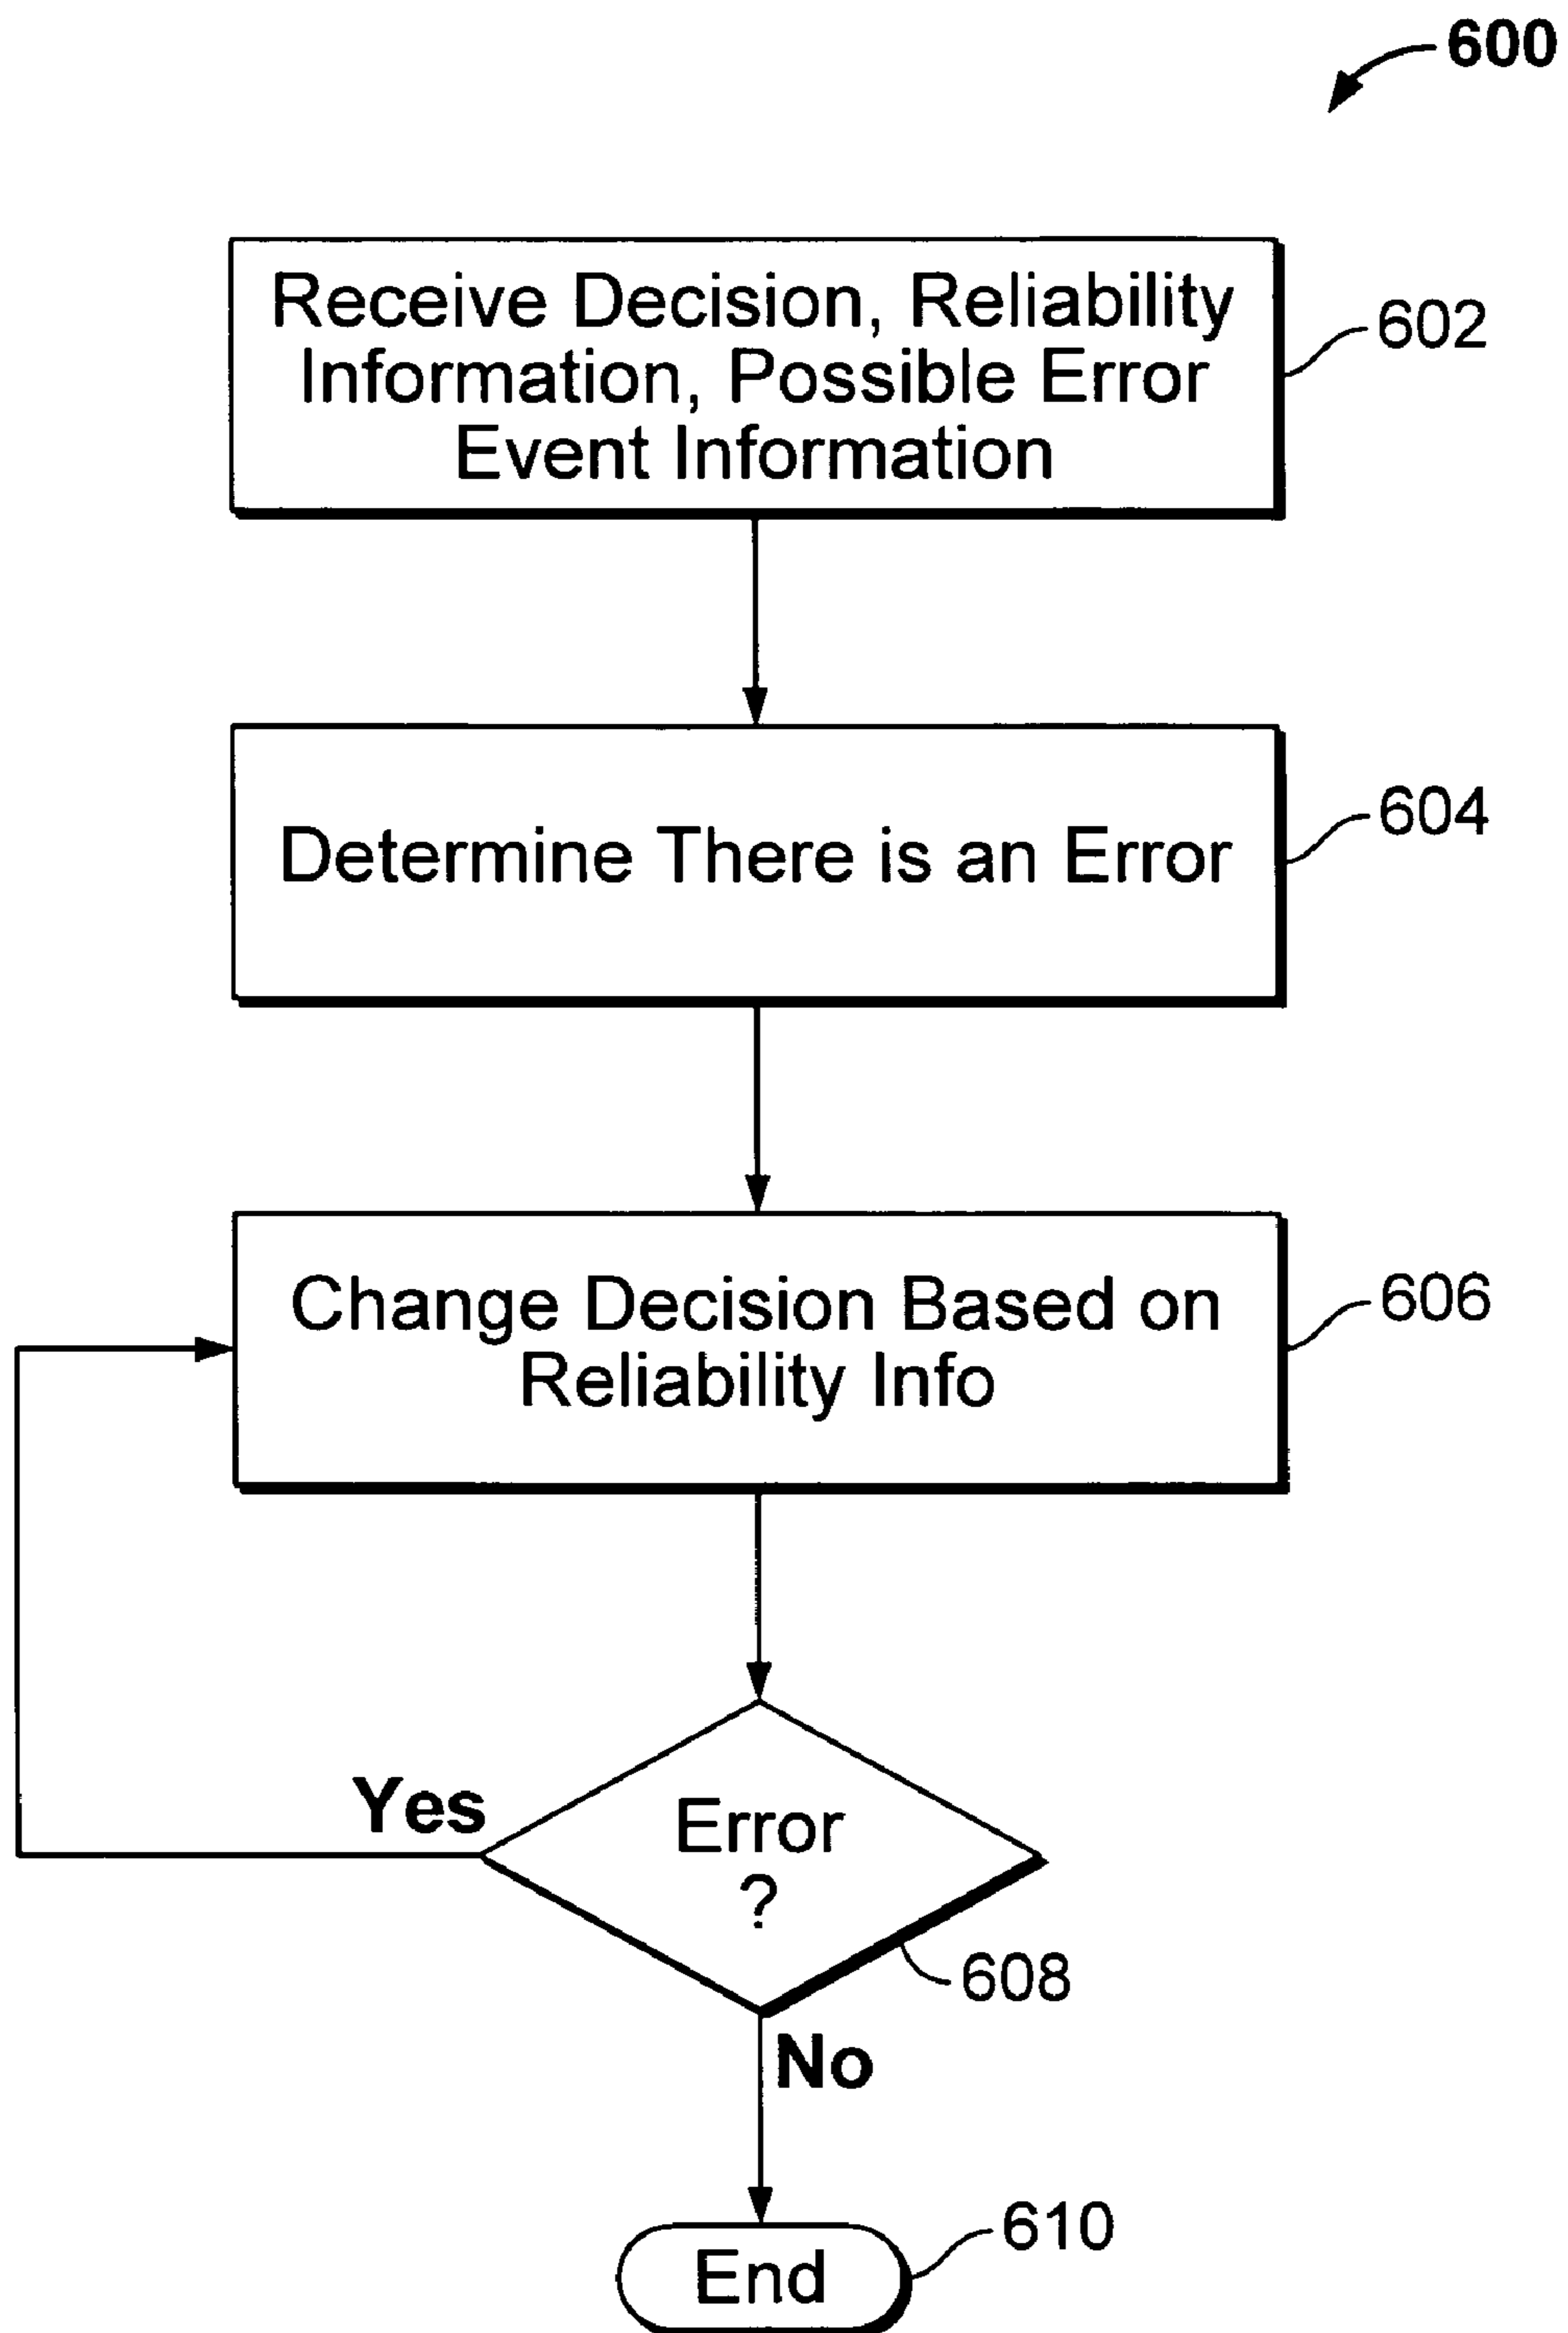 600
Receive Decision, Reliability
Information, Possible Error
Event Information
602
Determine There is an Error
604
Change Decision Based on
Reliability Info
606
Yes
Error
?
608
No
End
610